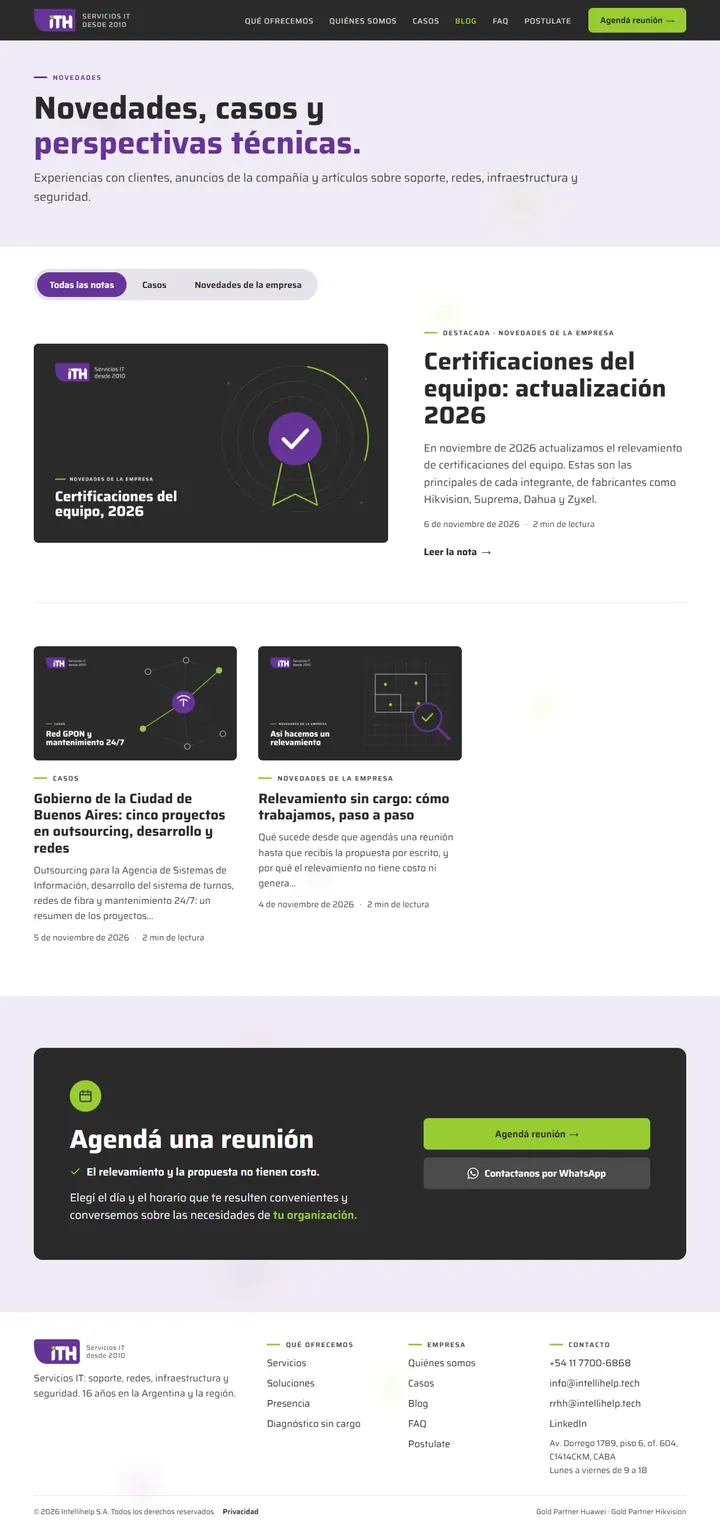 iTH SERVICIOS IT
DESDE 2010
QUÉ OFRECEMOS QUIÉNES SOMOS CASOS BLOG FAQ POSTULATE Agendá reunión →
NOVEDADES
Novedades, casos y
perspectivas técnicas.
Experiencias con clientes, anuncios de la compañía y artículos sobre soporte, redes, infraestructura y
seguridad.
Todas las notas Casos Novedades de la empresa
iTH Servicios IT
desde 2010
NOVEDADES DE LA EMPRESA
Certificaciones del
equipo, 2026
DESTACADA · NOVEDADES DE LA EMPRESA
Certificaciones del
equipo: actualización
2026
En noviembre de 2026 actualizamos el relevamiento
de certificaciones del equipo. Estas son las
principales de cada integrante, de fabricantes como
Hikvision, Suprema, Dahua y Zyxel.
6 de noviembre de 2026 · 2 min de lectura
Leer la nota →
iTH Servicios IT
desde 2010
CASOS
Red GPON y
mantenimiento 24/7
CASOS
Gobierno de la Ciudad de
Buenos Aires: cinco proyectos
en outsourcing, desarrollo y
redes
Outsourcing para la Agencia de Sistemas de
Información, desarrollo del sistema de turnos,
redes de fibra y mantenimiento 24/7: un
resumen de los proyectos...
5 de noviembre de 2026 · 2 min de lectura
iTH Servicios IT
desde 2010
NOVEDADES DE LA EMPRESA
Así hacemos un
relevamiento
NOVEDADES DE LA EMPRESA
Relevamiento sin cargo: cómo
trabajamos, paso a paso
Qué sucede desde que agendás una reunión
hasta que recibís la propuesta por escrito, y
por qué el relevamiento no tiene costo ni
genera...
4 de noviembre de 2026 · 2 min de lectura
Agendá una reunión
El relevamiento y la propuesta no tienen costo.
Elegí el día y el horario que te resulten convenientes y
conversemos sobre las necesidades de tu organización.
Agendá reunión →
Contactanos por WhatsApp
iTH Servicios IT
desde 2010
Servicios IT: soporte, redes, infraestructura y
seguridad. 16 años en la Argentina y la región.
QUÉ OFRECEMOS
Servicios
Soluciones
Presencia
Diagnóstico sin cargo
EMPRESA
Quiénes somos
Casos
Blog
FAQ
Postulate
CONTACTO
+54 11 7700-6868
info@intellihelp.tech
rrhh@intellihelp.tech
LinkedIn
Av. Dorrego 1789, piso 6, of. 604,
C1414CKM, CABA
Lunes a viernes de 9 a 18
© 2026 Intellihelp S.A. Todos los derechos reservados. Privacidad
Gold Partner Huawei · Gold Partner Hikvision